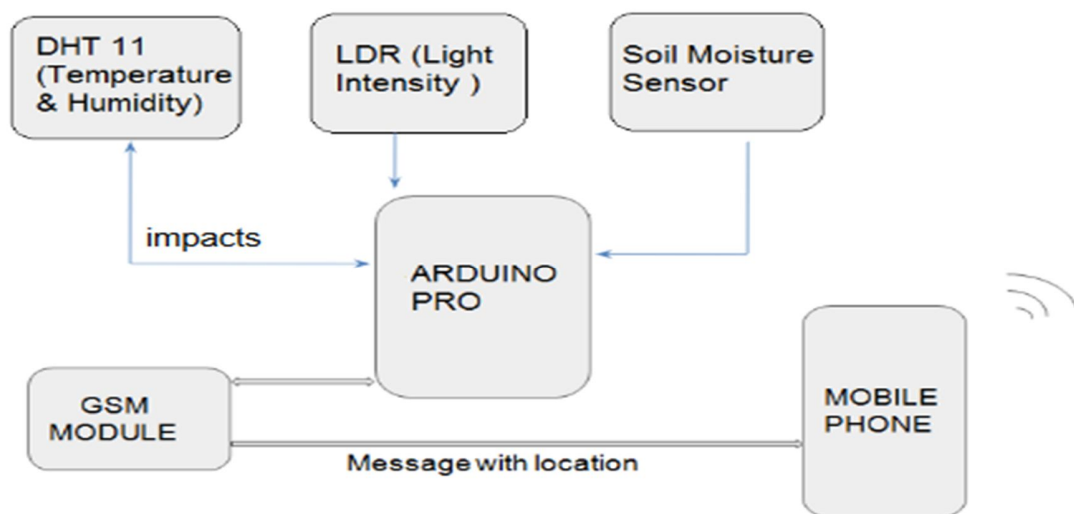 DHT 11
(Temperature
& Humidity)
LDR (Light
Intensity )
Soil Moisture
Sensor
impacts
ARDUINO
PRO
GSM
MODULE
MOBILE
PHONE
Message with location